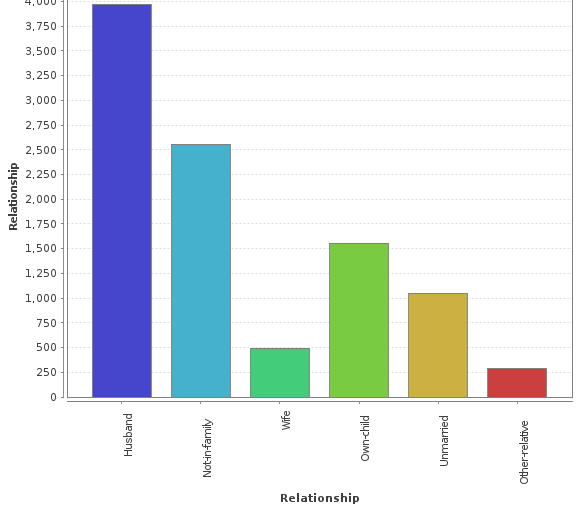 4,000
3,750
3,500
3,250
3,000
2,750
2,500
2,250
2,000
1,750
1,500
1,250
1,000
750
500
250
0
Relationship
Husband
Not-in-family
Wife
Own-child
Unmarried
Other-relative
Relationship